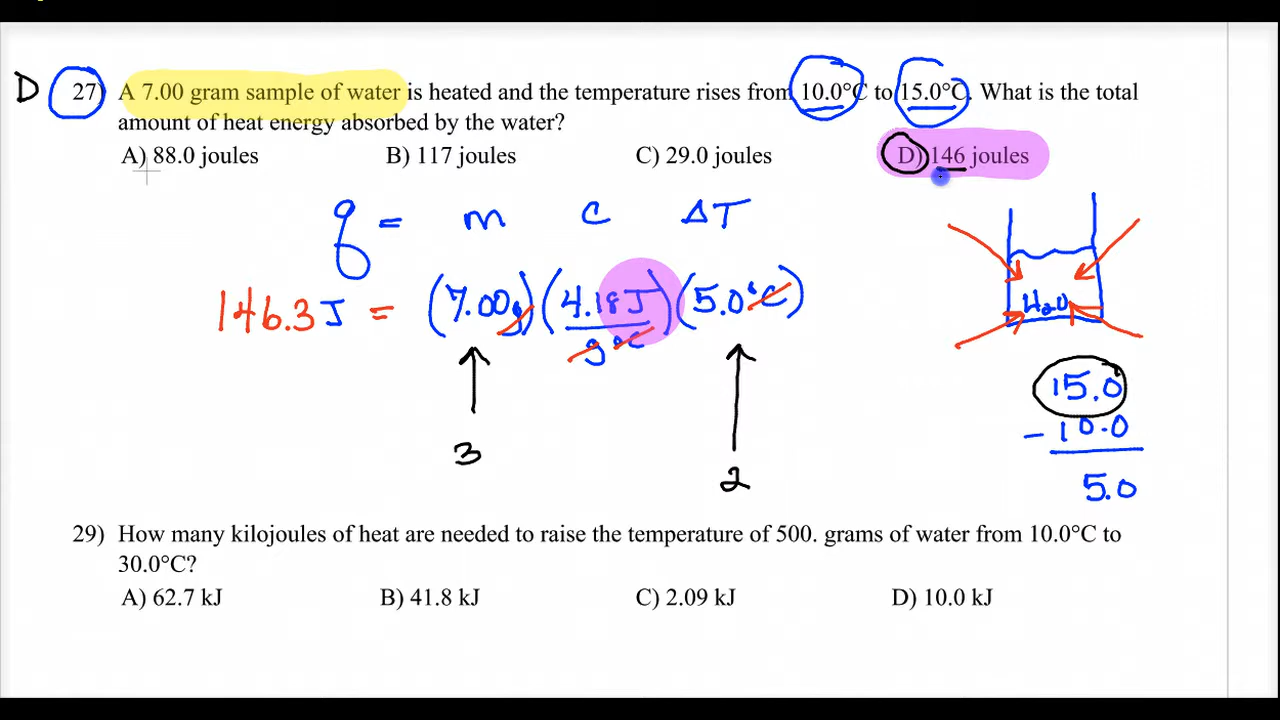 D 27) A 7.00 gram sample of water is heated and the temperature rises from 10.0°C to 15.0°C. What is the total
amount of heat energy absorbed by the water?
A) 88.0 joules B) 117 joules C) 29.0 joules D) 146 joules
q = m C ΔT
146.3 J = (7.00g) (4.18J / g °C) (5.0°C)
H₂O
15.0
- 10.0
5.0
3
2
29) How many kilojoules of heat are needed to raise the temperature of 500. grams of water from 10.0°C to
30.0°C?
A) 62.7 kJ B) 41.8 kJ C) 2.09 kJ D) 10.0 kJ